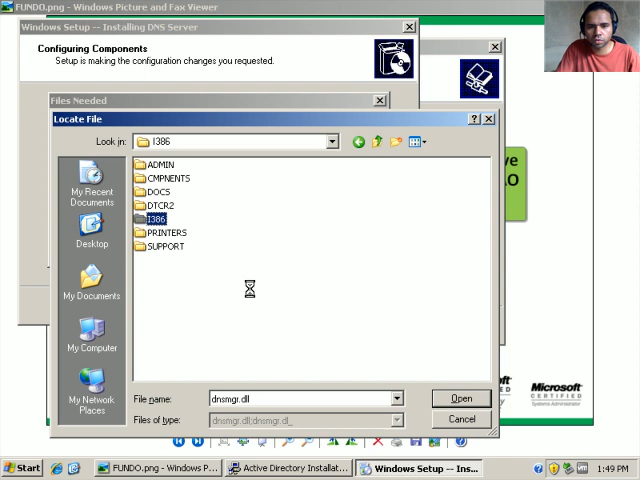 FUNDO.png - Windows Picture and Fax Viewer
Windows Setup -- Installing DNS Server
Configuring Components
Setup is making the configuration changes you requested.
Files Needed
Locate File
Look in:
I386
ADMIN
CMPNENTS
DOCS
DTCR2
I386
PRINTERS
SUPPORT
My Recent
Documents
Desktop
My Documents
My Computer
My Network
Places
File name:
dnsmgr.dll
Open
Files of type:
dnsmgr.dll;dnsmgr.dl_
Cancel
Microsoft
CERTIFIED
Systems Administrator
Start
FUNDO.png - Windows P...
Active Directory Installat...
Windows Setup -- Ins...
1:49 PM